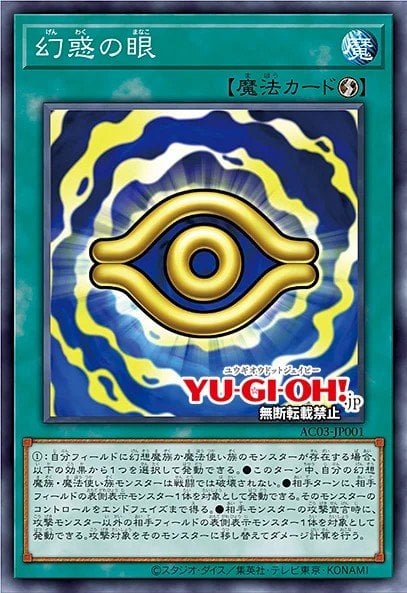 幻惑の眼
げん わく まなこ
魔
【魔法カード】
ま ほう
ユウギオウドットジェイピー
YU-GI-OH!.jp
無断転載禁止
AC03-JP001
①:自分フィールドに幻想魔族か魔法使い族のモンスターが存在する場合、
以下の効果から1つを選択して発動できる。●このターン中、自分の幻想
魔族・魔法使い族モンスターは戦闘では破壊されない。●相手ターンに、相手
フィールドの表側表示モンスター1体を対象として発動できる。そのモンスターの
コントロールをエンドフェイズまで得る。●相手モンスターの攻撃宣言時に、
攻撃モンスター以外の相手フィールドの表側表示モンスター1体を対象として
発動できる。攻撃対象をそのモンスターに移し替えてダメージ計算を行う。
©スタジオ・ダイス/集英社・テレビ東京・KONAMI